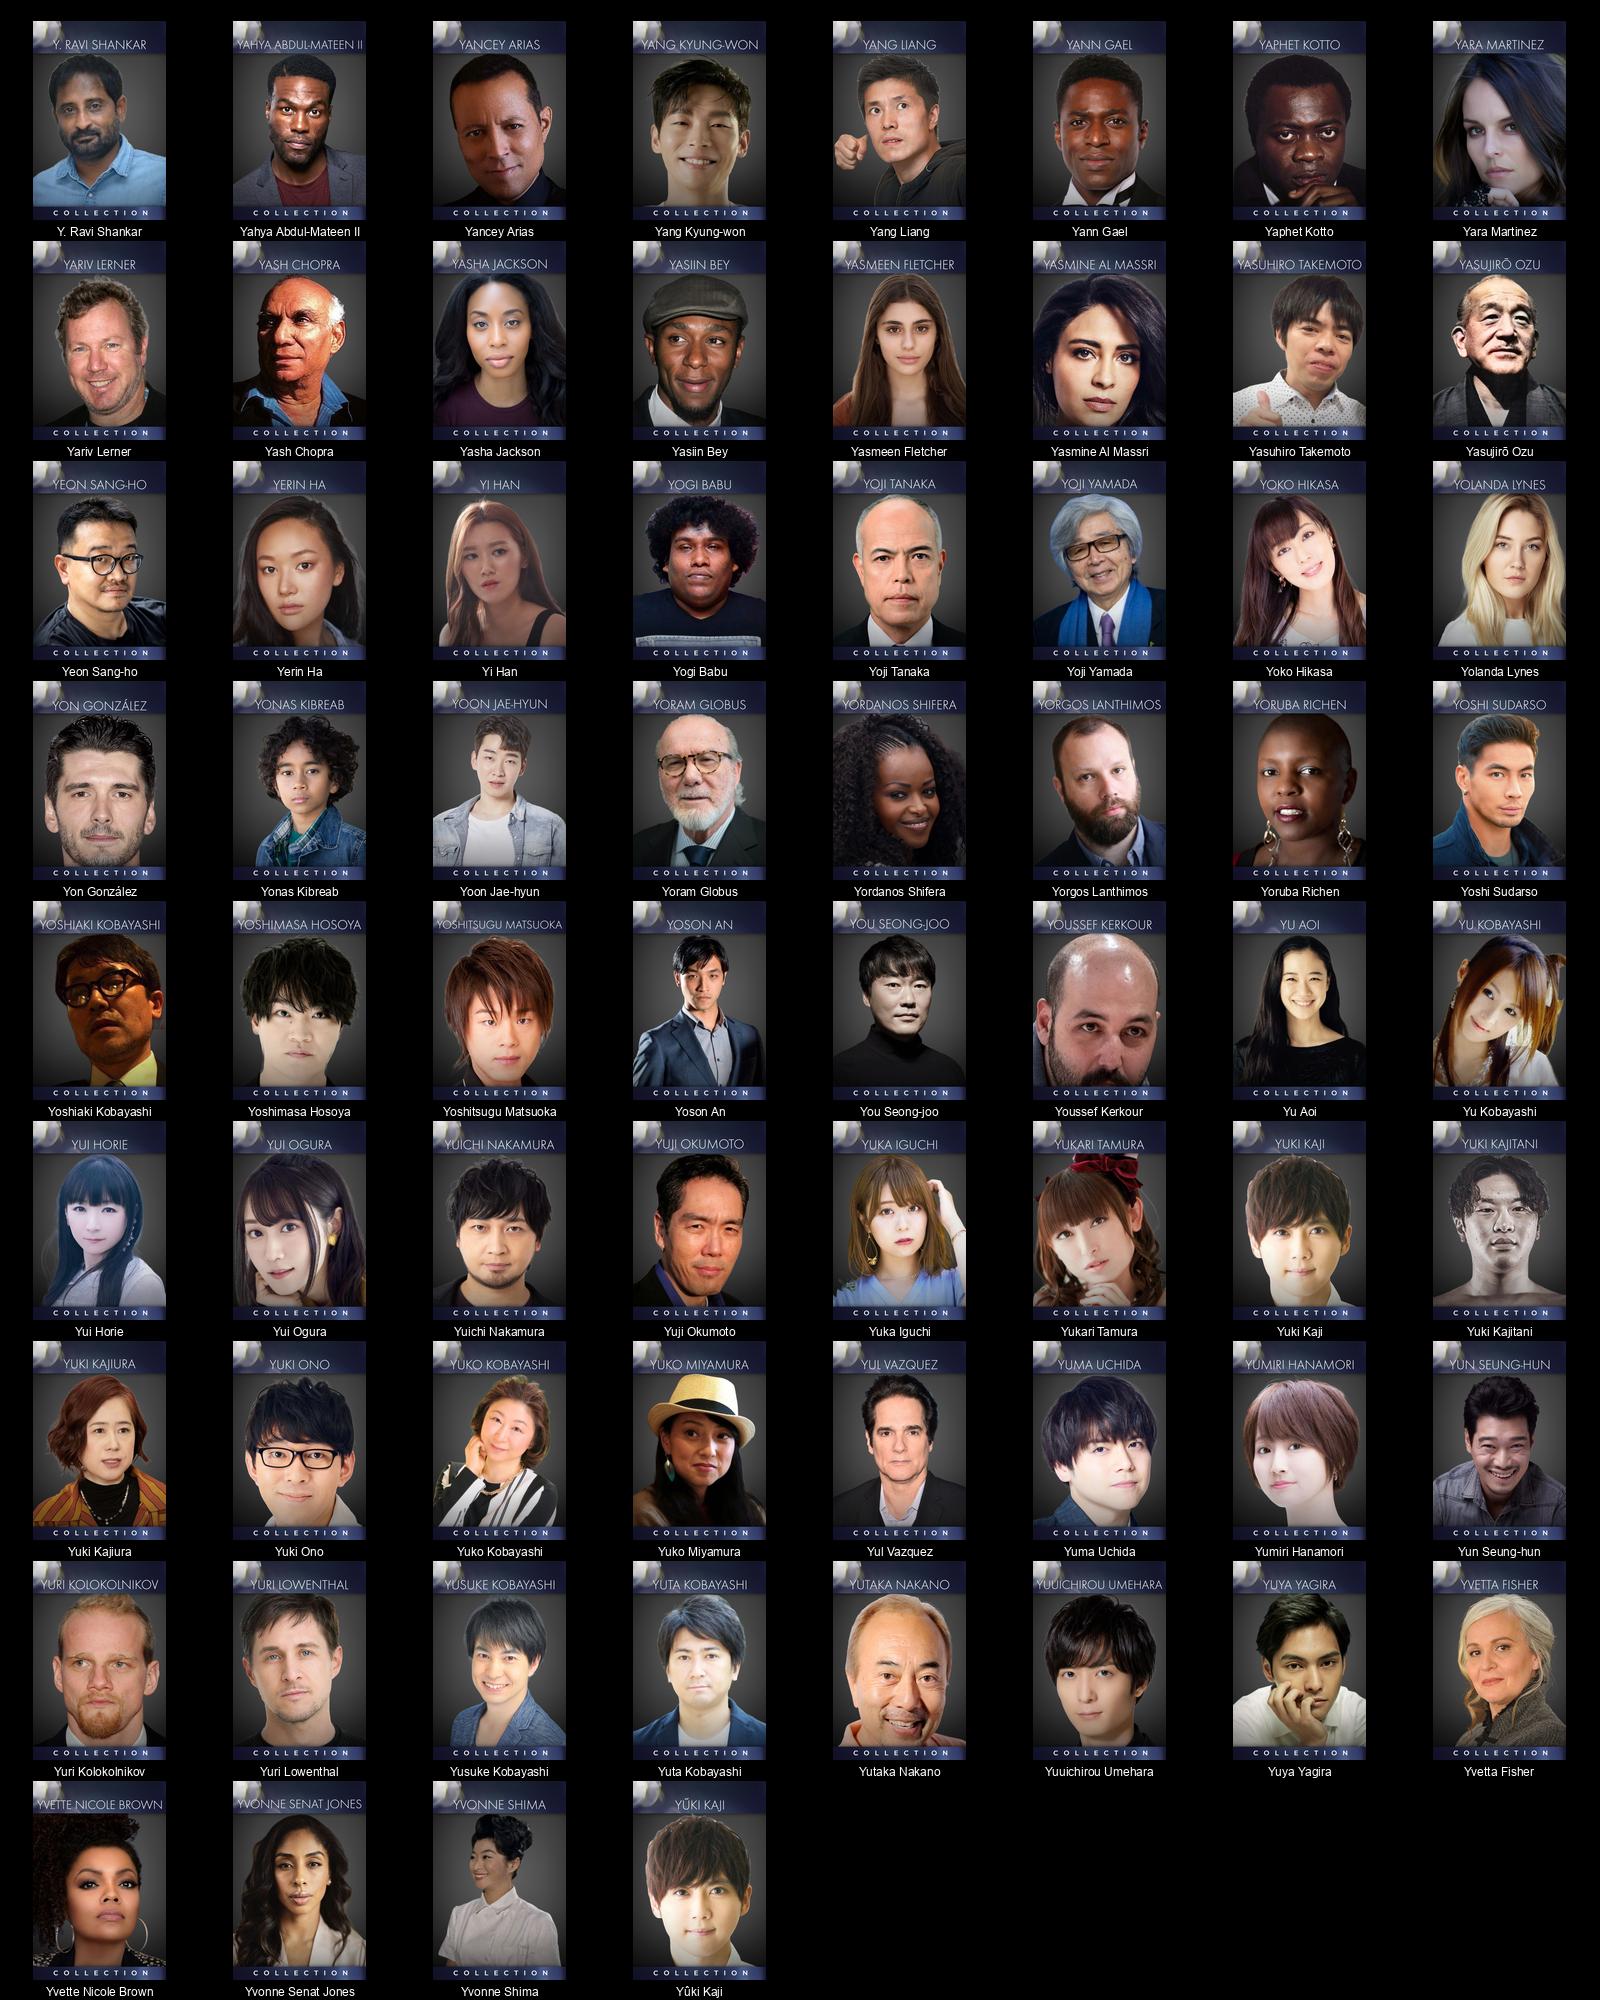 Y. RAVI SHANKAR YAHYA ABDUL-MATEEN II YANCEY ARIAS YANG KYUNG-WON YANG LIANG YANN GAEL YAPHET KOTTO YARA MARTINEZ
COLLECTION COLLECTION COLLECTION COLLECTION COLLECTION COLLECTION COLLECTION COLLECTION
Y. Ravi Shankar Yahya Abdul-Mateen II Yancey Arias Yang Kyung-won Yang Liang Yann Gael Yaphet Kotto Yara Martinez
YARIV LERNER YASH CHOPRA YASHA JACKSON YASIIN BEY YASMEEN FLETCHER YASMINE AL MASSRI YASUHIRO TAKEMOTO YASUJIRŌ OZU
COLLECTION COLLECTION COLLECTION COLLECTION COLLECTION COLLECTION COLLECTION COLLECTION
Yariv Lerner Yash Chopra Yasha Jackson Yasiin Bey Yasmeen Fletcher Yasmine Al Massri Yasuhiro Takemoto Yasujirō Ozu
YEON SANG-HO YERIN HA YI HAN YOGI BABU YOJI TANAKA YOJI YAMADA YOKO HIKASA YOLANDA LYNES
COLLECTION COLLECTION COLLECTION COLLECTION COLLECTION COLLECTION COLLECTION COLLECTION
Yeon Sang-ho Yerin Ha Yi Han Yogi Babu Yoji Tanaka Yoji Yamada Yoko Hikasa Yolanda Lynes
YON GONZÁLEZ YONAS KIBREAB YOON JAE-HYUN YORAM GLOBUS YORDANOS SHIFERA YORGOS LANTHIMOS YORUBA RICHEN YOSHI SUDARSO
COLLECTION COLLECTION COLLECTION COLLECTION COLLECTION COLLECTION COLLECTION COLLECTION
Yon González Yonas Kibreab Yoon Jae-hyun Yoram Globus Yordanos Shifera Yorgos Lanthimos Yoruba Richen Yoshi Sudarso
YOSHIAKI KOBAYASHI YOSHIMASA HOSOYA YOSHITSUGU MATSUOKA YOSON AN YOU SEONG-JOO YOUSSEF KERKOUR YU AOI YU KOBAYASHI
COLLECTION COLLECTION COLLECTION COLLECTION COLLECTION COLLECTION COLLECTION COLLECTION
Yoshiaki Kobayashi Yoshimasa Hosoya Yoshitsugu Matsuoka Yoson An You Seong-joo Youssef Kerkour Yu Aoi Yu Kobayashi
YUI HORIE YUI OGURA YUICHI NAKAMURA YUJI OKUMOTO YUKA IGUCHI YUKARI TAMURA YUKI KAJI YUKI KAJITANI
COLLECTION COLLECTION COLLECTION COLLECTION COLLECTION COLLECTION COLLECTION COLLECTION
Yui Horie Yui Ogura Yuichi Nakamura Yuji Okumoto Yuka Iguchi Yukari Tamura Yuki Kaji Yuki Kajitani
YUKI KAJIURA YUKI ONO YUKO KOBAYASHI YUKO MIYAMURA YUL VAZQUEZ YUMA UCHIDA YUMIRI HANAMORI YUN SEUNG-HUN
COLLECTION COLLECTION COLLECTION COLLECTION COLLECTION COLLECTION COLLECTION COLLECTION
Yuki Kajiura Yuki Ono Yuko Kobayashi Yuko Miyamura Yul Vazquez Yuma Uchida Yumiri Hanamori Yun Seung-hun
YURI KOLOKOLNIKOV YURI LOWENTHAL YUSUKE KOBAYASHI YUTA KOBAYASHI YUTAKA NAKANO YUUICHIROU UMEHARA YUYA YAGIRA YVETTA FISHER
COLLECTION COLLECTION COLLECTION COLLECTION COLLECTION COLLECTION COLLECTION COLLECTION
Yuri Kolokolnikov Yuri Lowenthal Yusuke Kobayashi Yuta Kobayashi Yutaka Nakano Yuuichirou Umehara Yuya Yagira Yvetta Fisher
YVETTE NICOLE BROWN YVONNE SENAT JONES YVONNE SHIMA YÛKI KAJI
COLLECTION COLLECTION COLLECTION COLLECTION
Yvette Nicole Brown Yvonne Senat Jones Yvonne Shima Yûki Kaji